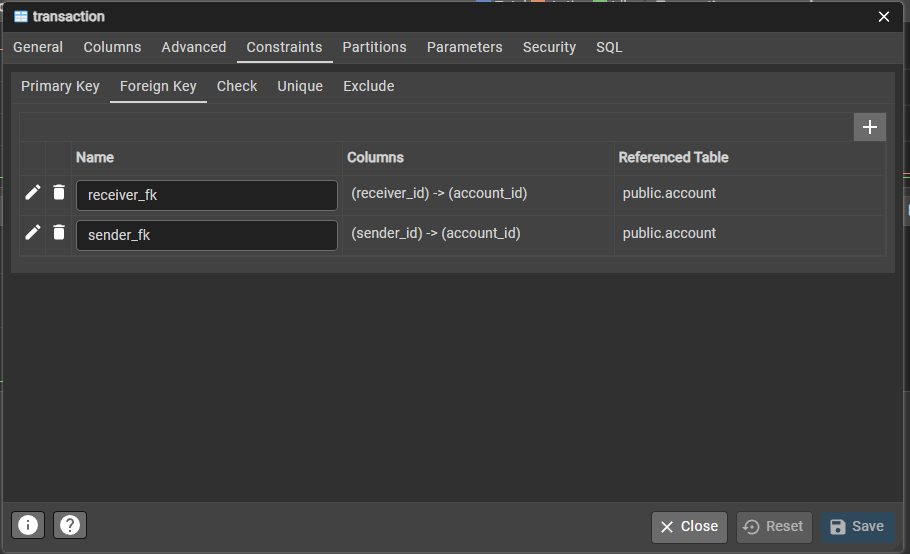 transaction
General Columns Advanced Constraints Partitions Parameters Security SQL
Primary Key Foreign Key Check Unique Exclude
Name Columns Referenced Table
receiver_fk (receiver_id) -> (account_id) public.account
sender_fk (sender_id) -> (account_id) public.account
Close Reset Save